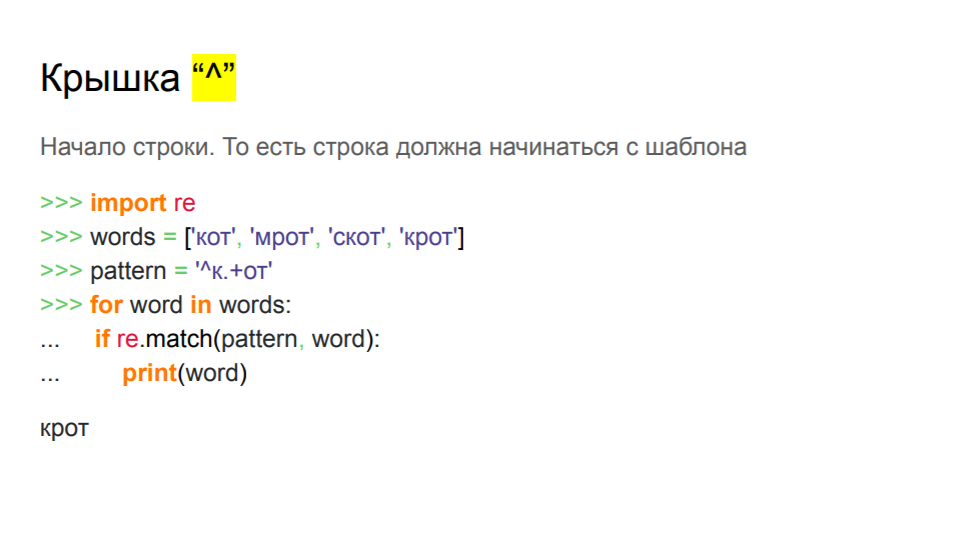 Крышка “^”
Начало строки. То есть строка должна начинаться с шаблона
>>> import re
>>> words = ['кот', 'мрот', 'скот', 'крот']
>>> pattern = '^к.+от'
>>> for word in words:
...     if re.match(pattern, word):
...         print(word)
крот